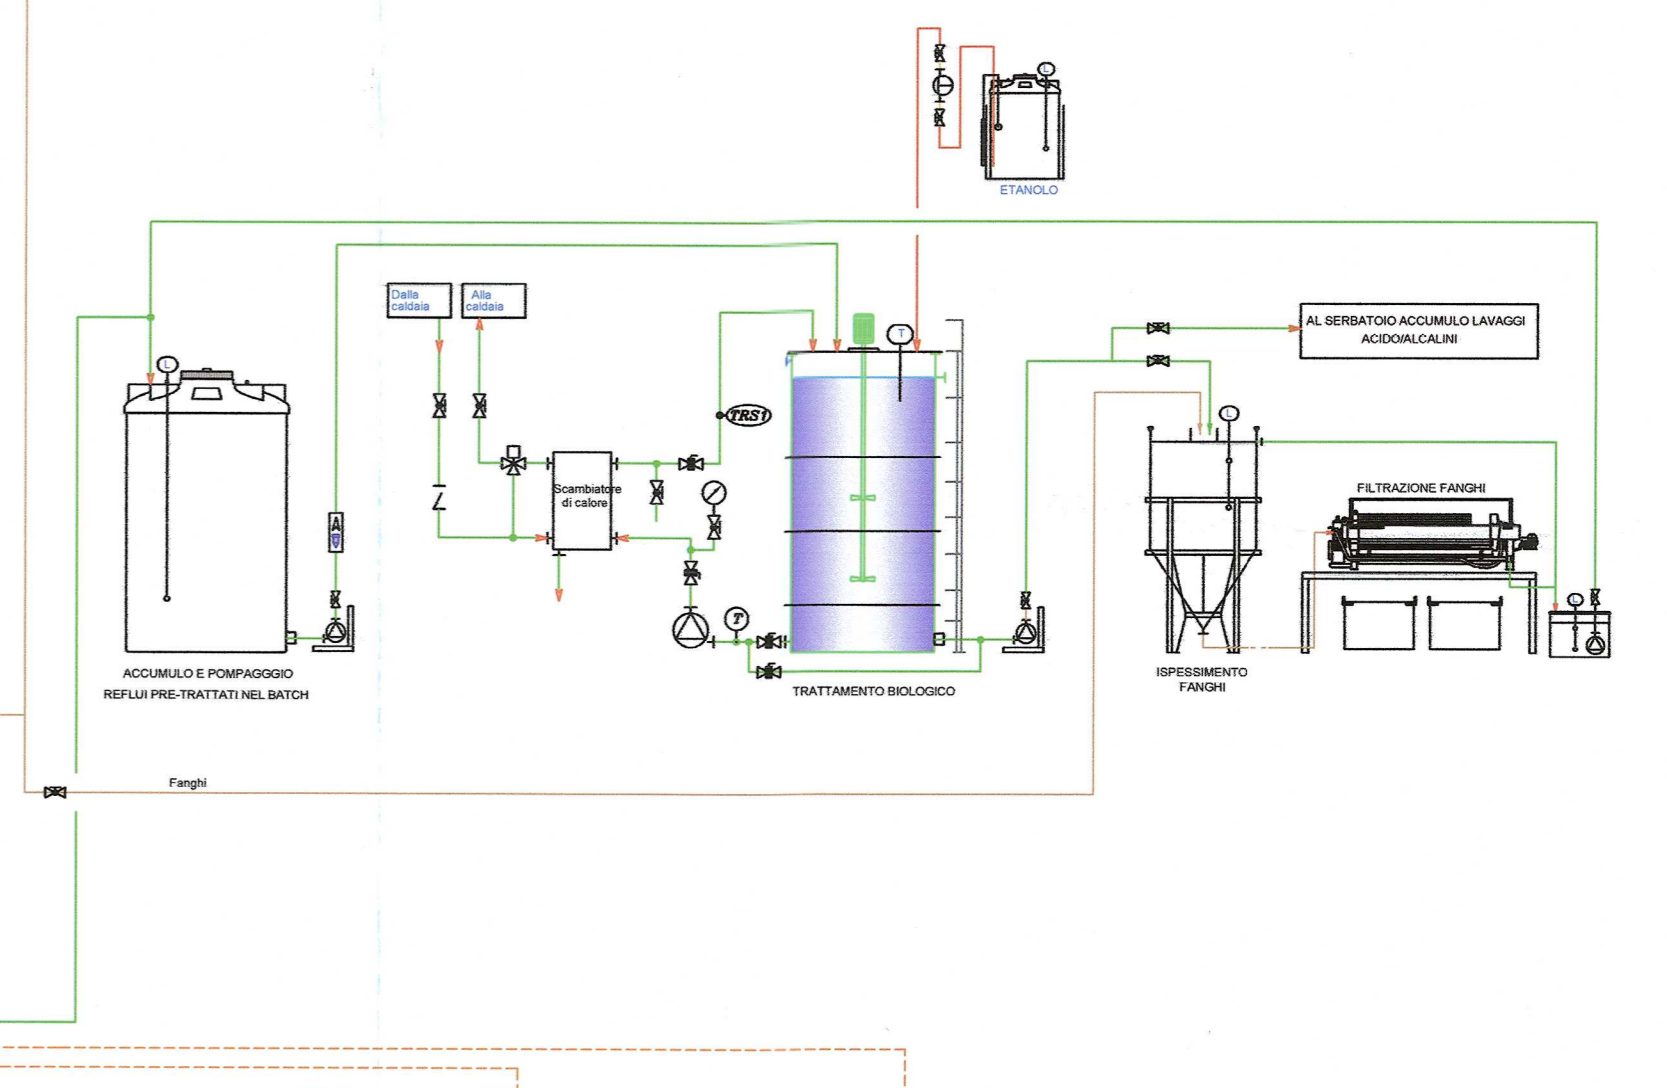 L
ETANOLO
Dalla
caldaia
Alla
caldaia
AL SERBATOIO ACCUMULO LAVAGGI
ACIDO/ALCALINI
T
L
TRS1
L
Scambiatore
di calore
FILTRAZIONE FANGHI
A
L
T
ACCUMULO E POMPAGGGIO
REFLUI PRE-TRATTATI NEL BATCH
TRATTAMENTO BIOLOGICO
ISPESSIMENTO
FANGHI
Fanghi